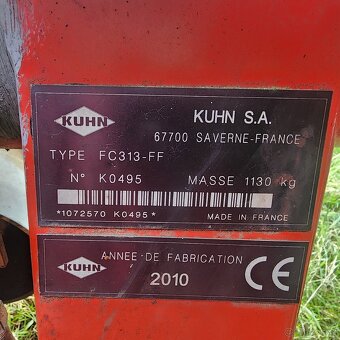 KUHN
KUHN S.A.
67700 SAVERNE-FRANCE
TYPE FC313-FF
N° K0495 MASSE 1130 kg
*1072570 K0495*
MADE IN FRANCE
KUHN
ANNEE-DE FABRICATION
2010
CE